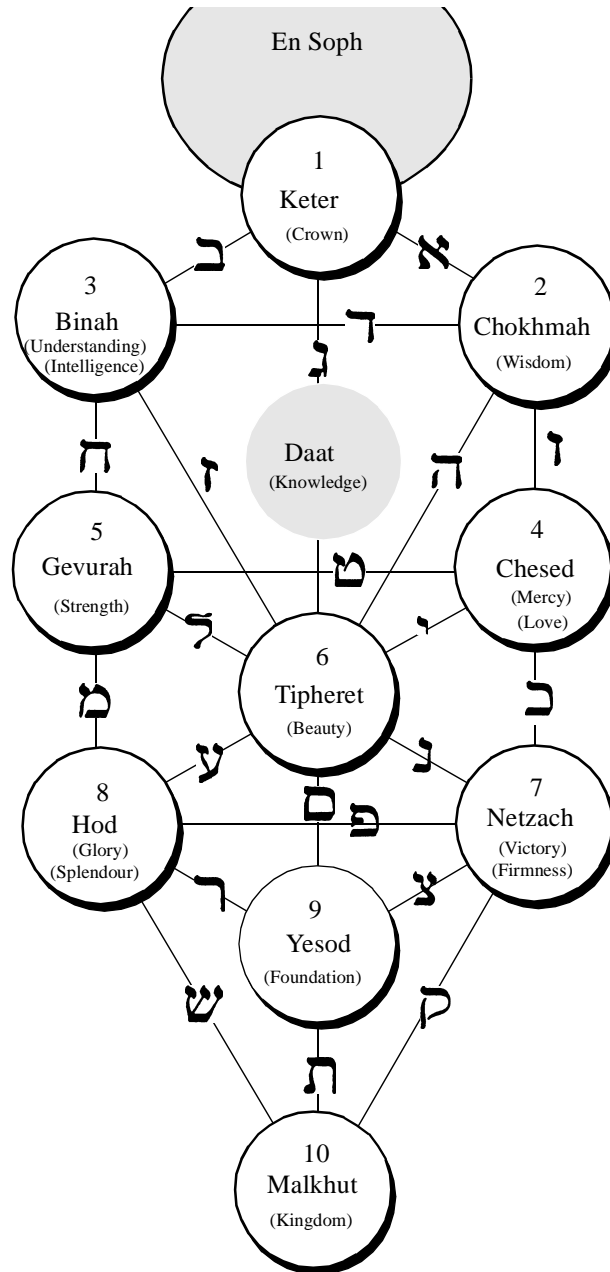 En Soph
1
Keter
(Crown)
ב
א
3
Binah
(Understanding)
(Intelligence)
2
Chokhmah
(Wisdom)
ד
ג
Daat
(Knowledge)
ח
ז
ה
ו
5
Gevurah
(Strength)
ט
4
Chesed
(Mercy)
(Love)
ל
י
6
Tipheret
(Beauty)
מ
כ
ע
נ
ס
8
Hod
(Glory)
(Splendour)
פ
7
Netzach
(Victory)
(Firmness)
ר
צ
9
Yesod
(Foundation)
ש
ק
ת
10
Malkhut
(Kingdom)